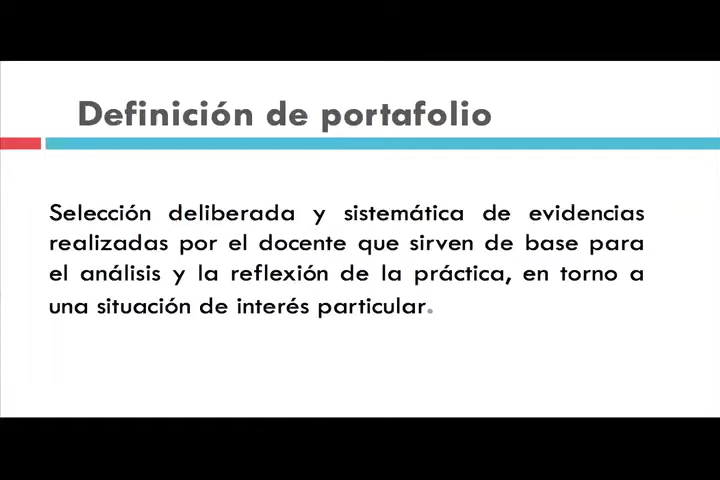 Definición de portafolio
Selección deliberada y sistemática de evidencias
realizadas por el docente que sirven de base para
el análisis y la reflexión de la práctica, en torno a
una situación de interés particular.